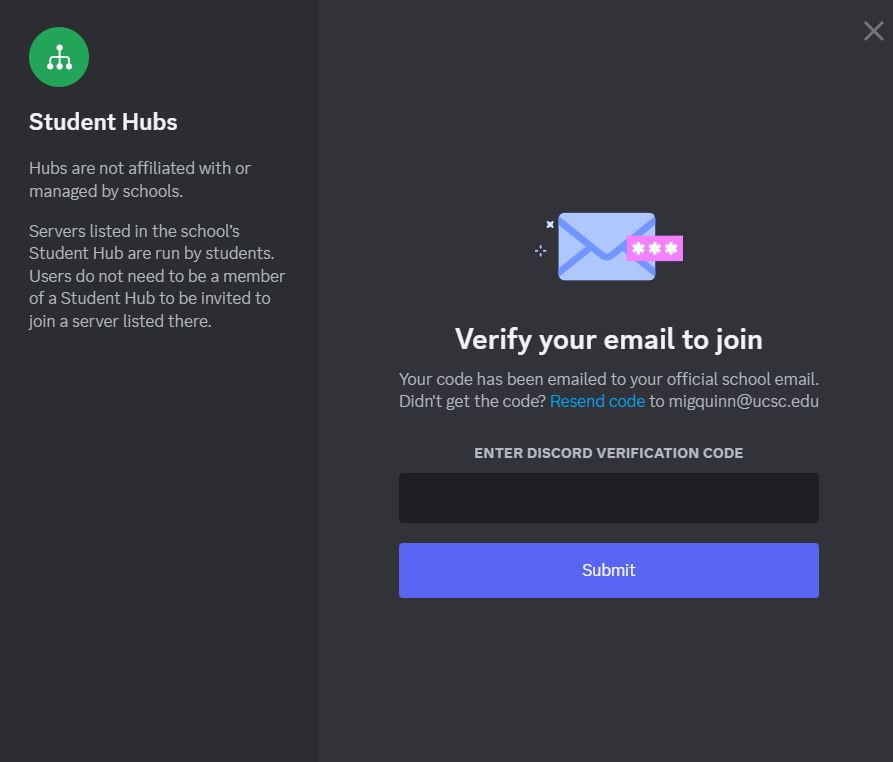 Student Hubs
Hubs are not affiliated with or
managed by schools.
Servers listed in the school’s
Student Hub are run by students.
Users do not need to be a member
of a Student Hub to be invited to
join a server listed there.
***
Verify your email to join
Your code has been emailed to your official school email.
Didn't get the code? Resend code to migquinn@ucsc.edu
ENTER DISCORD VERIFICATION CODE
Submit